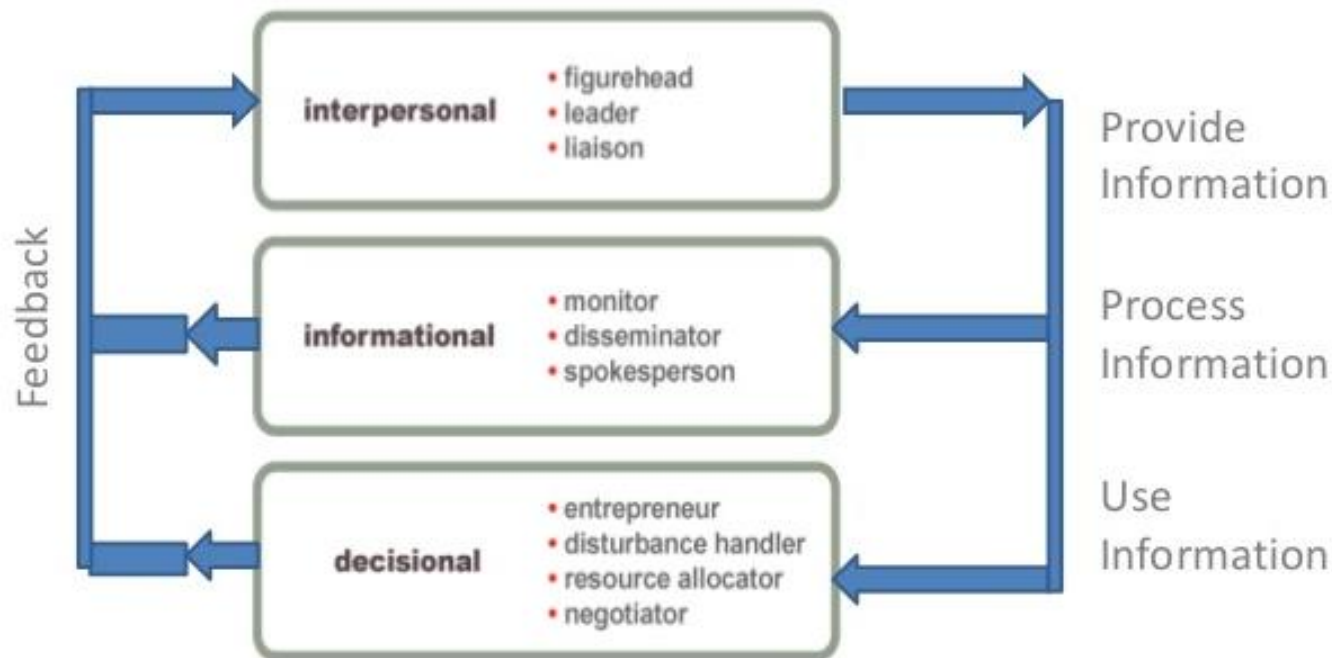 Feedback
interpersonal
• figurehead
• leader
• liaison
Provide
Information
informational
• monitor
• disseminator
• spokesperson
Process
Information
decisional
• entrepreneur
• disturbance handler
• resource allocator
• negotiator
Use
Information